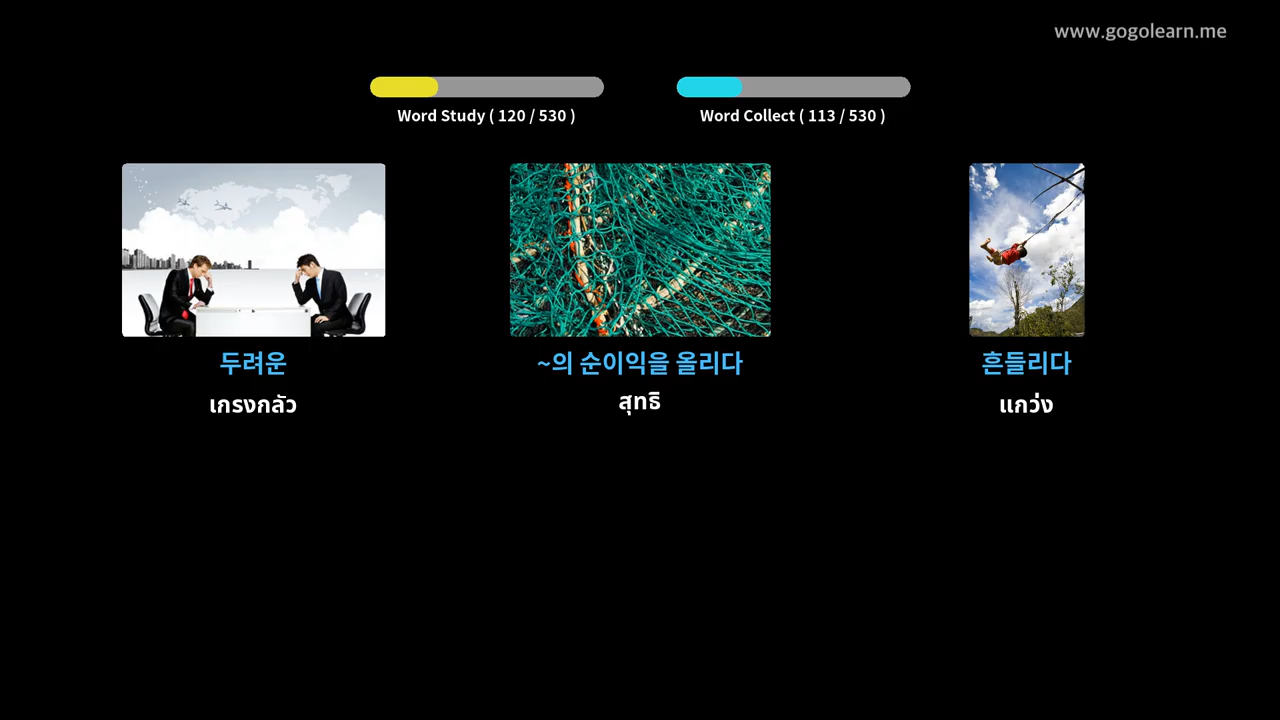 www.gogolearn.me
Word Study ( 120 / 530 )
Word Collect ( 113 / 530 )
두려운
~의 순이익을 올리다
흔들리다
เกรงกลัว
สุทธิ
แกว่ง